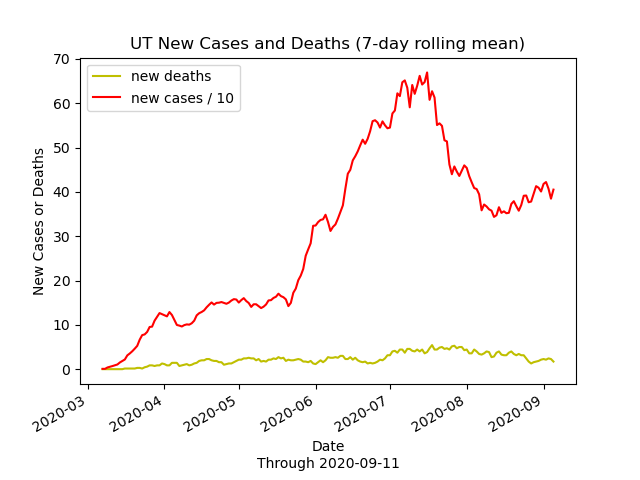 UT New Cases and Deaths (7-day rolling mean)
new deaths
new cases / 10
70
60
50
40
30
20
10
0
New Cases or Deaths
2020-03
2020-04
2020-05
2020-06
2020-07
2020-08
2020-09
Date
Through 2020-09-11